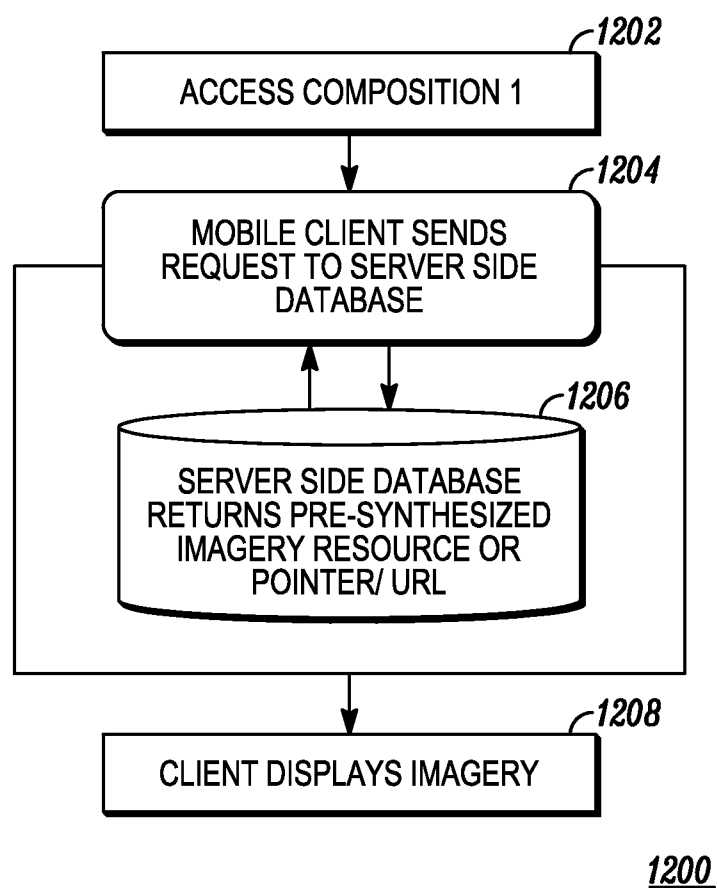 1202
ACCESS COMPOSITION 1
1204
MOBILE CLIENT SENDS
REQUEST TO SERVER SIDE
DATABASE
1206
SERVER SIDE DATABASE
RETURNS PRE-SYNTHESIZED
IMAGERY RESOURCE OR
POINTER/ URL
1208
CLIENT DISPLAYS IMAGERY
1200